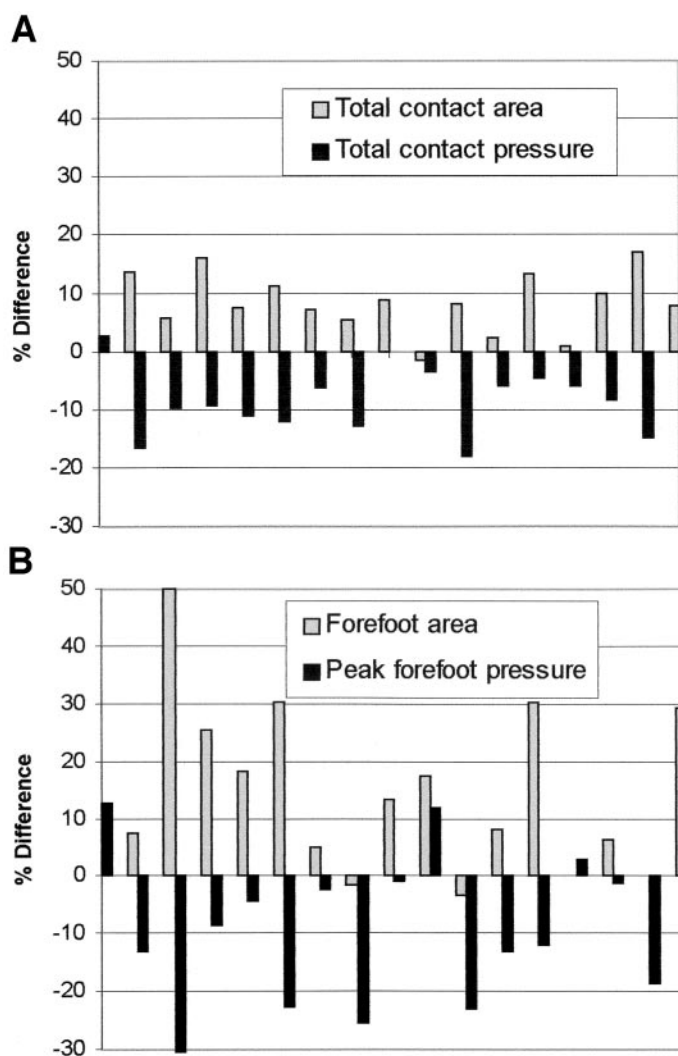 A
50
40
30
20
10
0
-10
-20
-30
% Difference
Total contact area
Total contact pressure
B
50
40
30
20
10
0
-10
-20
-30
% Difference
Forefoot area
Peak forefoot pressure